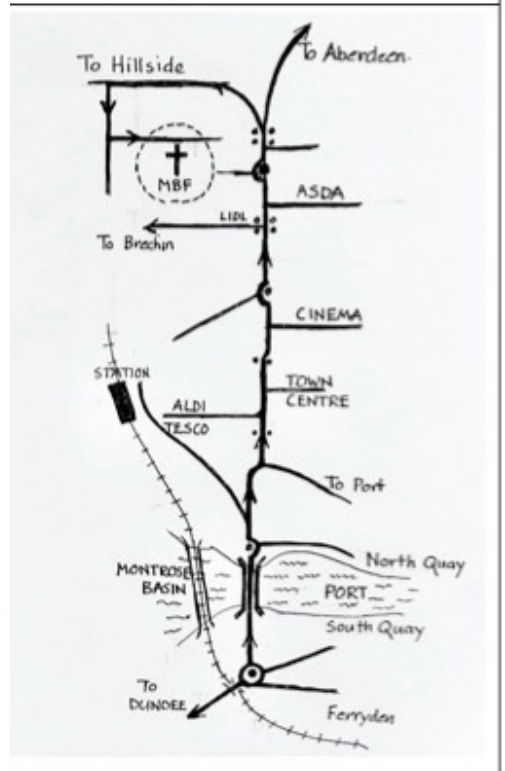 To Aberdeen.
To Hillside
MBF
ASDA
LIDL
To Brechin
CINEMA
STATION
TOWN
CENTRE
ALDI
TESCO
To Port
North Quay
MONTROSE
BASIN
PORT
South Quay
TO
DUNDEE
Ferryden